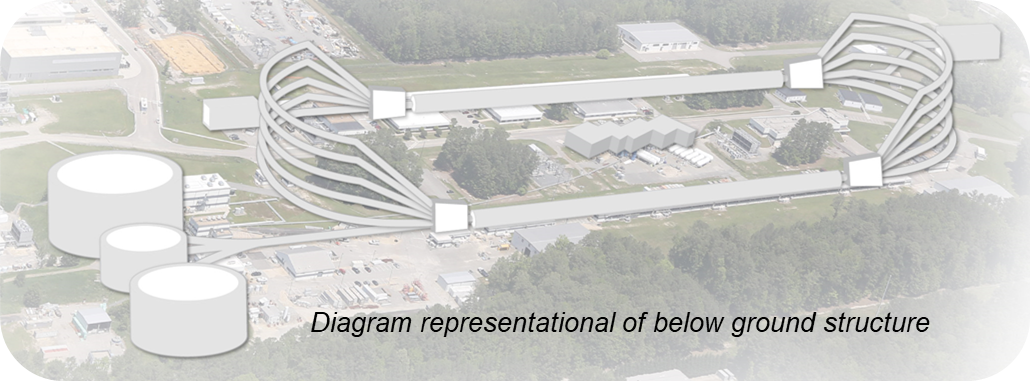 Diagram representational of below ground structure